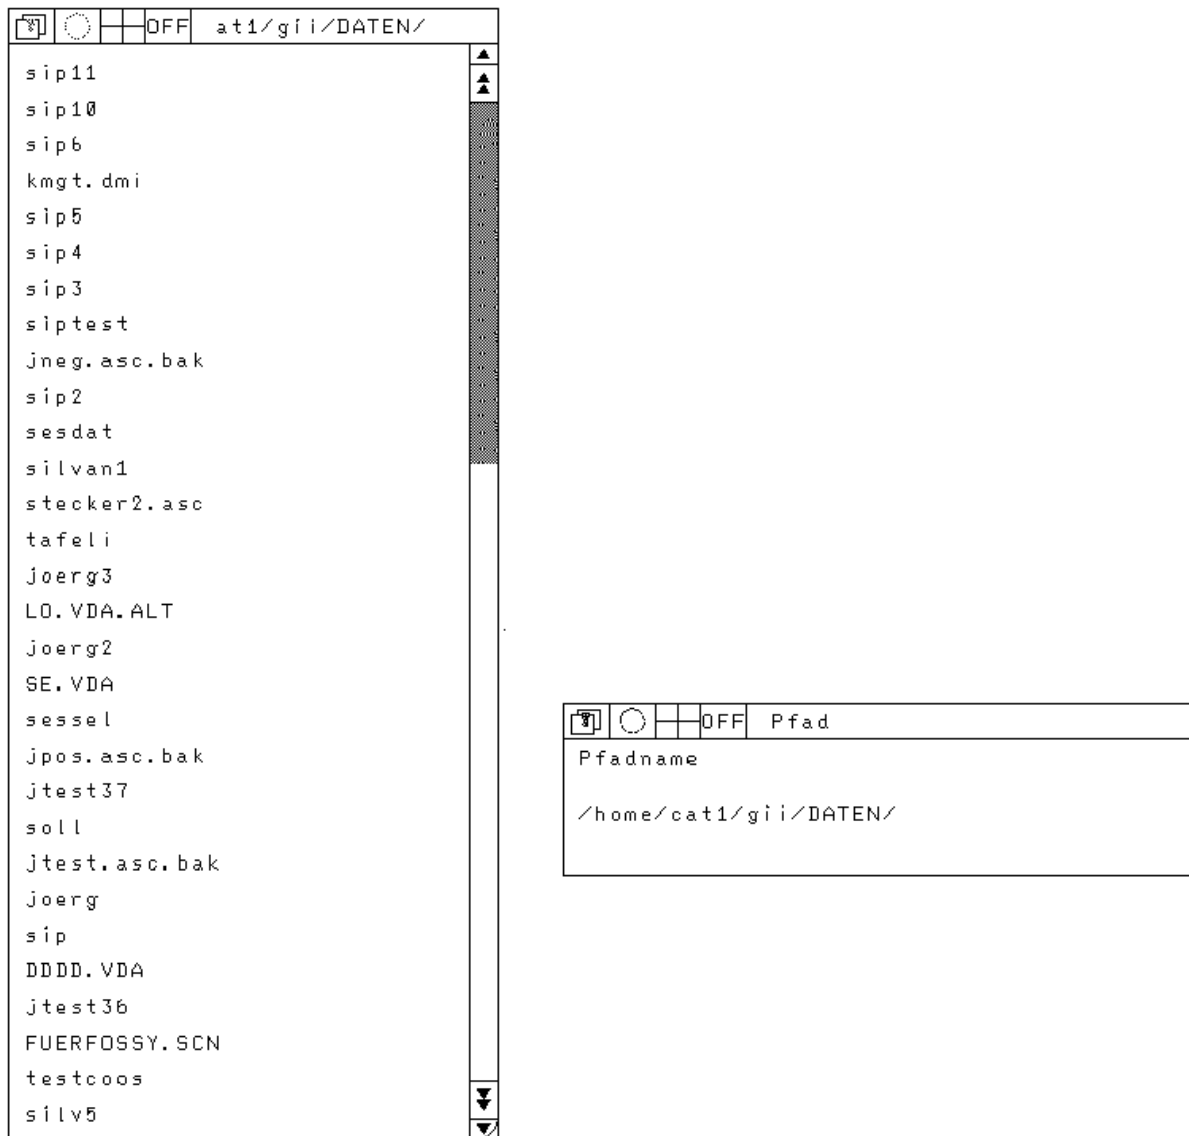 OFF at1/gii/DATEN/
sip11
sip10
sip6
kmgt.dmi
sip5
sip4
sip3
siptest
jneg.asc.bak
sip2
sesdat
silvan1
stecker2.asc
tafeli
joerg3
LO.VDA.ALT
joerg2
SE.VDA
sessel
jpos.asc.bak
jtest37
soll
jtest.asc.bak
joerg
sip
DDDD.VDA
jtest36
FUERFOSSY.SCN
testcoos
silv5
OFF Pfad
Pfadname
/home/cat1/gii/DATEN/